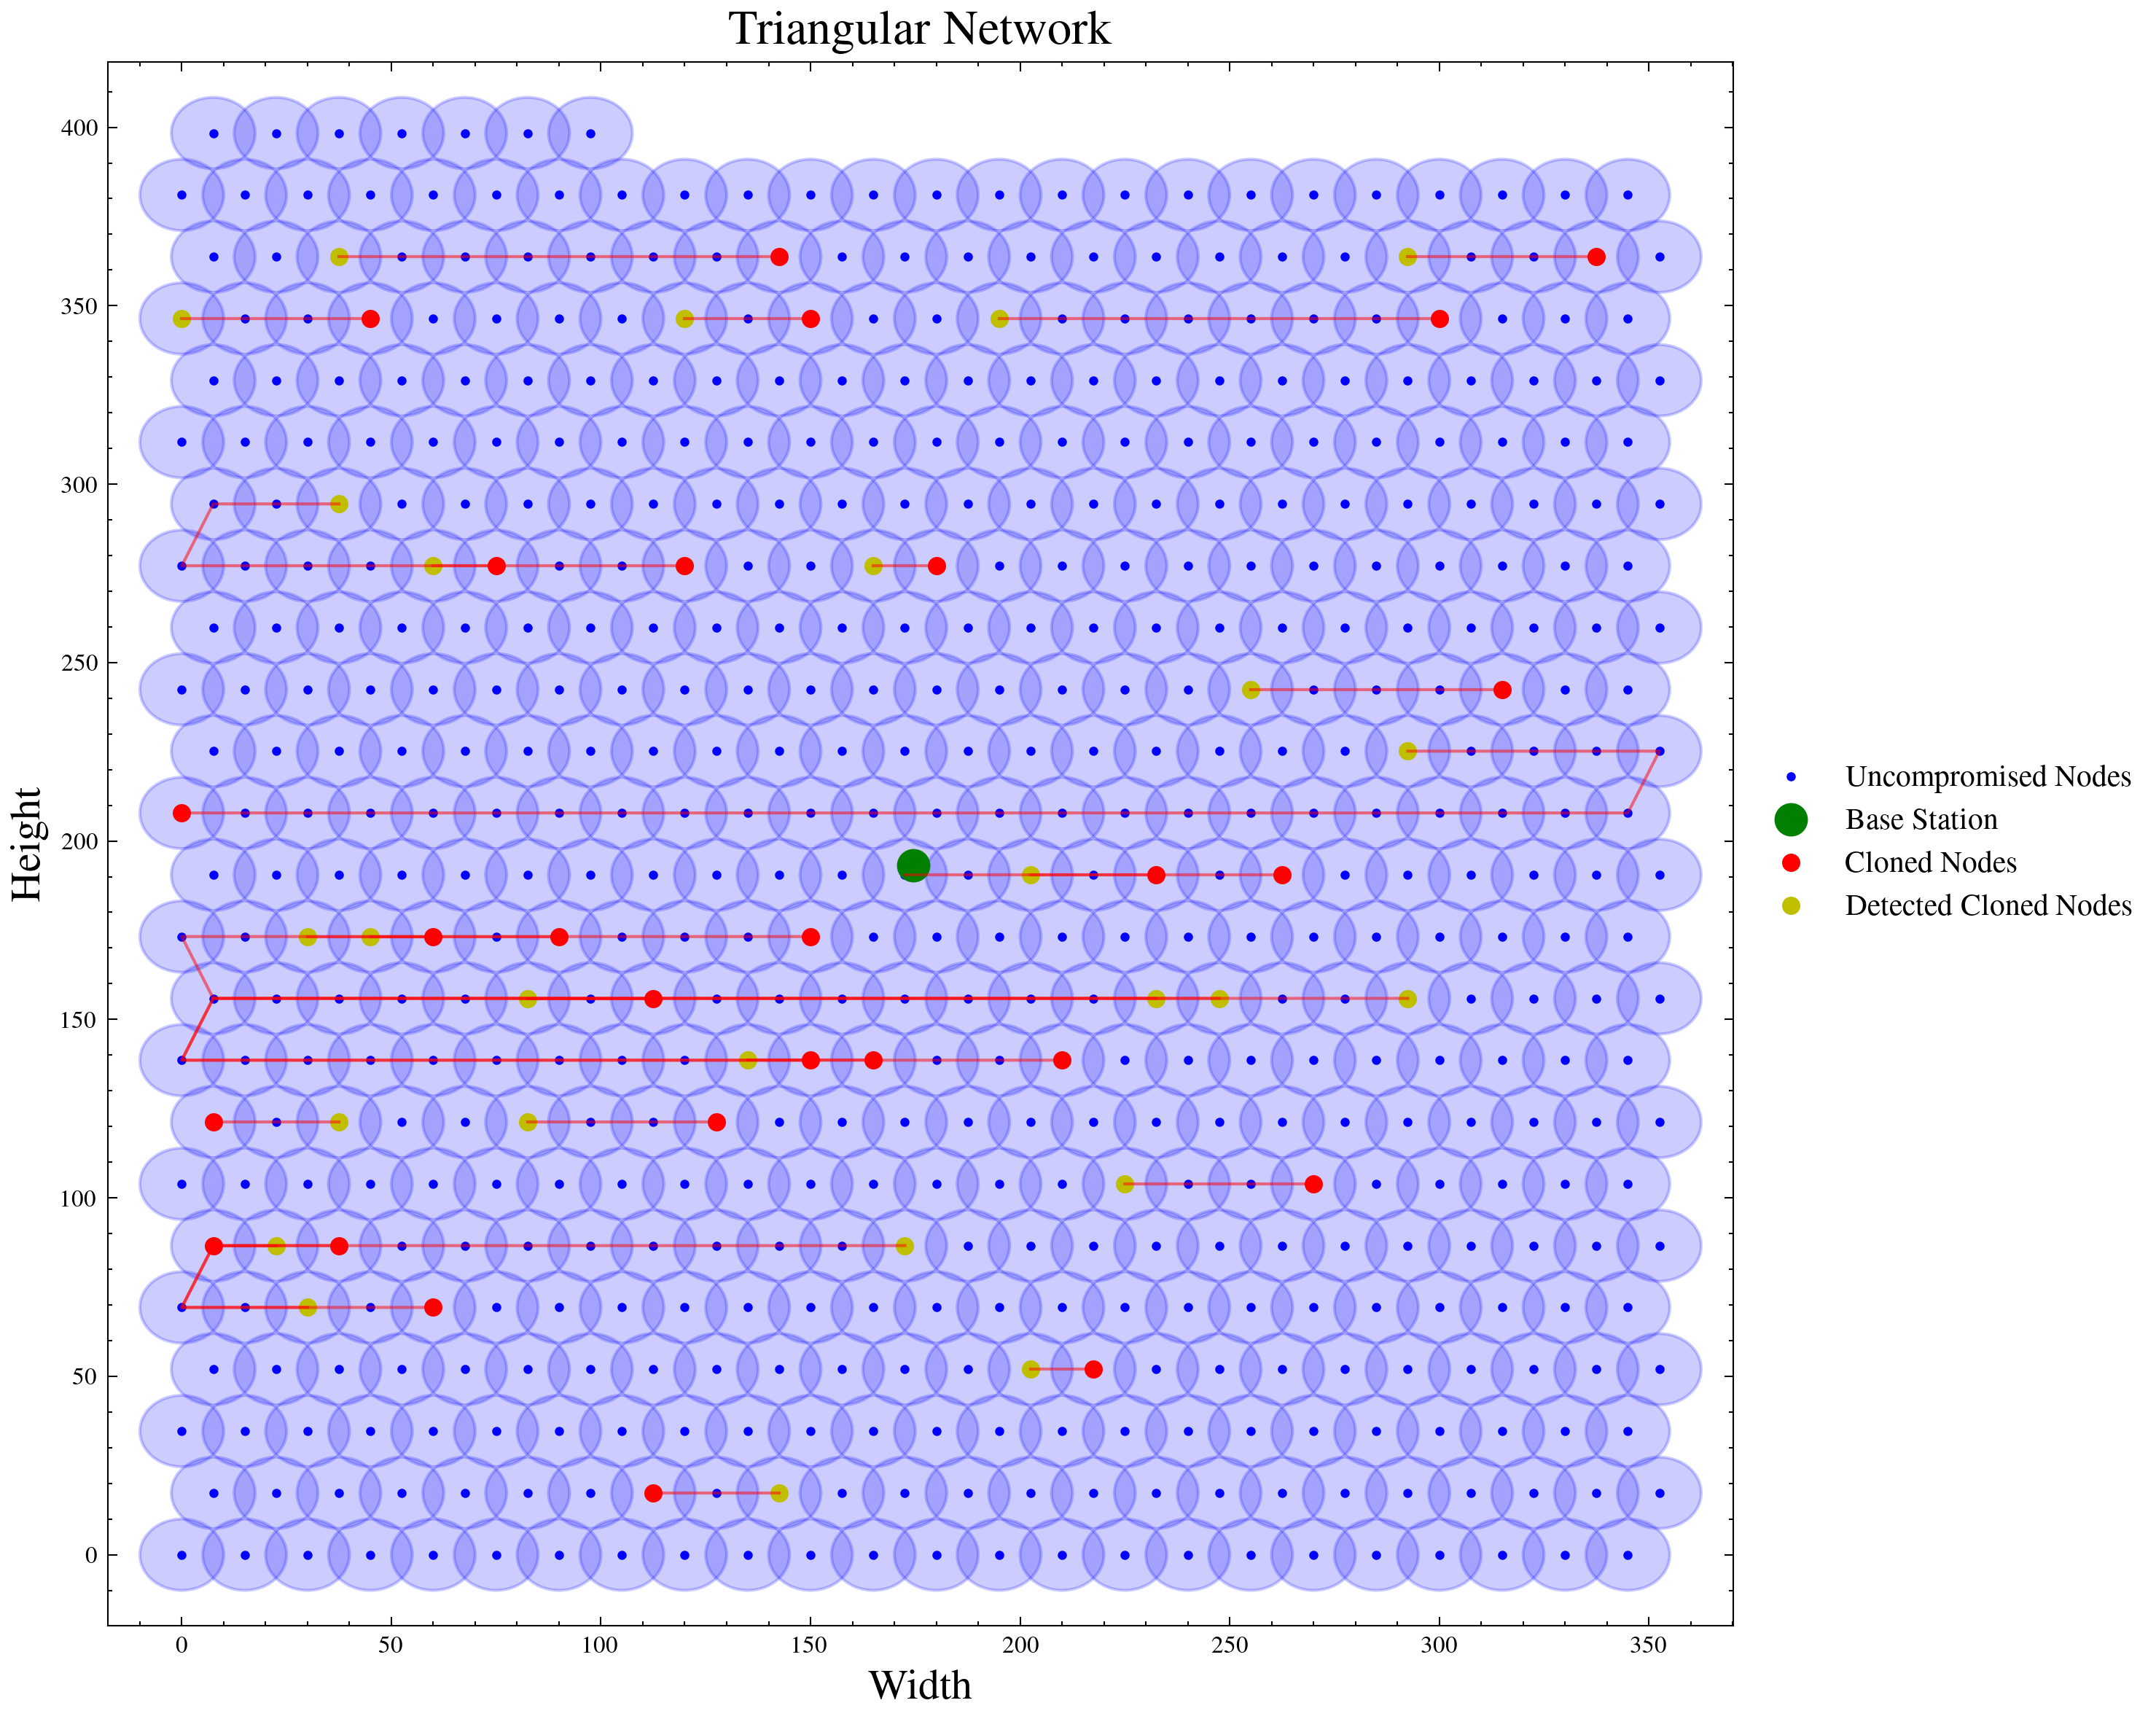 Triangular Network
Height
400
350
300
250
200
150
100
50
0
0 50 100 150 200 250 300 350
Width
Uncompromised Nodes
Base Station
Cloned Nodes
Detected Cloned Nodes